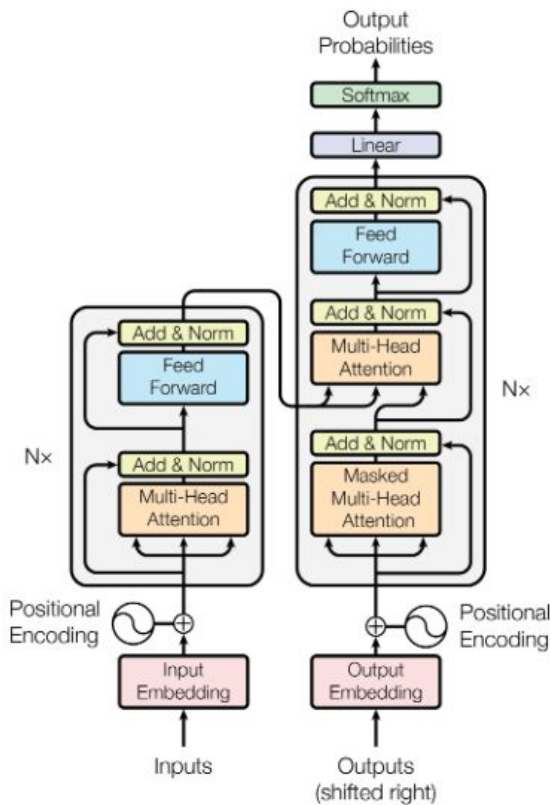 Output
Probabilities
Softmax
Linear
Add & Norm
Feed
Forward
Add & Norm
Multi-Head
Attention
Add & Norm
Masked
Multi-Head
Attention
N×
Add & Norm
Feed
Forward
Add & Norm
Multi-Head
Attention
N×
Positional
Encoding
Positional
Encoding
Input
Embedding
Output
Embedding
Inputs
Outputs
(shifted right)